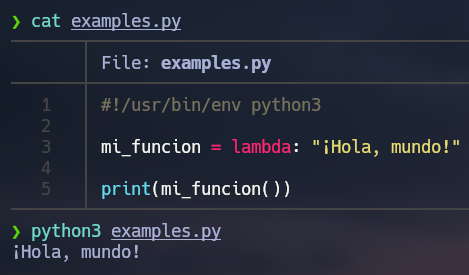 ❯ cat examples.py
File: examples.py
1 #!/usr/bin/env python3
2
3 mi_funcion = lambda: "¡Hola, mundo!"
4
5 print(mi_funcion())
❯ python3 examples.py
¡Hola, mundo!